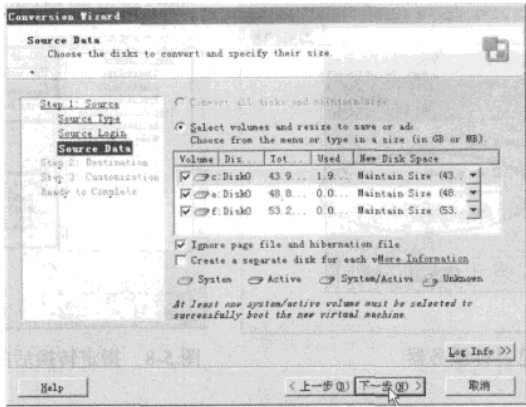 Conversion Wizard
Source Data
Choose the disks to convert and specify their size.
Step 1: Source
Source Type
Source Login
Source Data
Step 2: Destination
Step 3: Customization
Ready to Complete
Convert all disks and maintain size
Select volumes and resize to save or add
Choose from the menu or type in a size (in GB or MB).
Volume Dis... Tot... Used New Disk Space
c:Disk0 43.9... 1.9... Maintain Size (43.
e:Disk0 48.8... 0.0... Maintain Size (48.
f:Disk0 53.2... 0.0... Maintain Size (53.
Ignore page file and hibernation file
Create a separate disk for each v More Information
System Active System/Active Unknown
At least one system/active volume must be selected to
successfully boot the new virtual machine.
Log Info >>
Help < 上一步(B) 下一步(N) > 取消